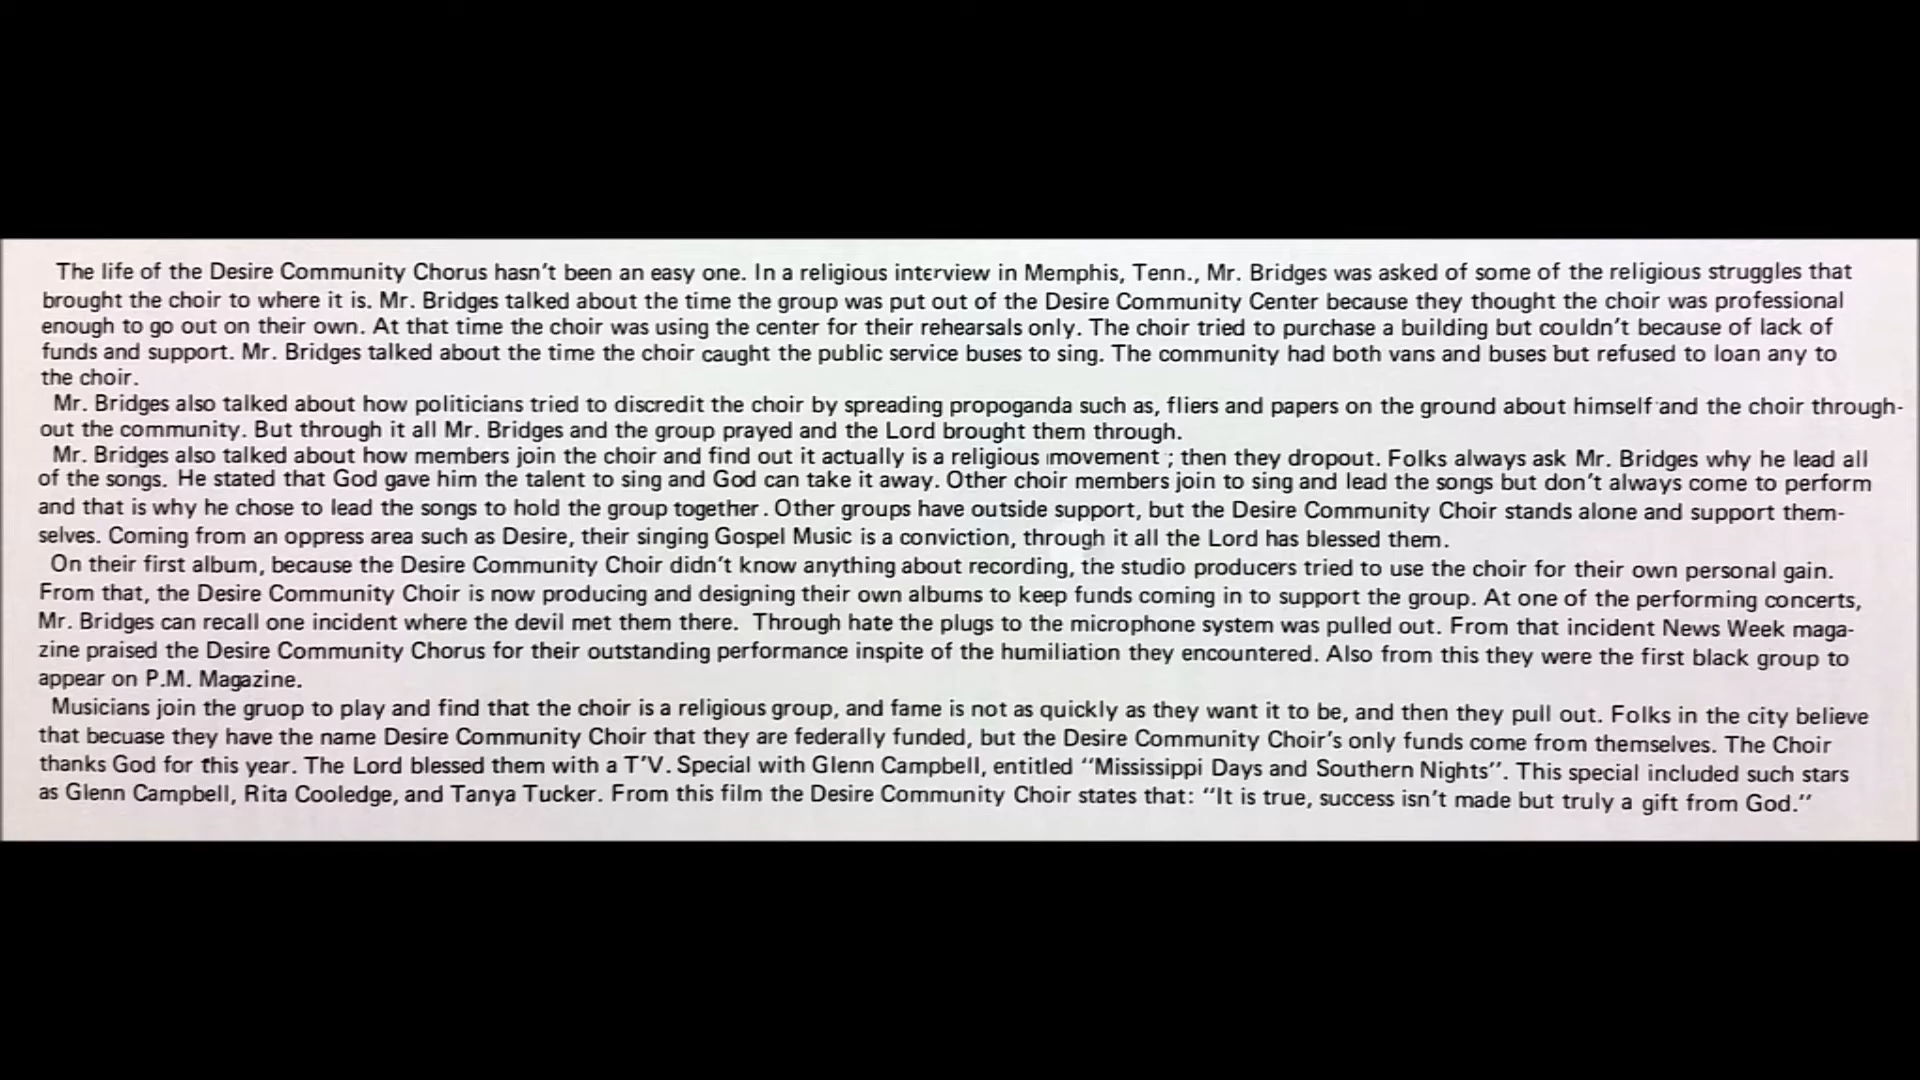 The life of the Desire Community Chorus hasn't been an easy one. In a religious interview in Memphis, Tenn., Mr. Bridges was asked of some of the religious struggles that
brought the choir to where it is. Mr. Bridges talked about the time the group was put out of the Desire Community Center because they thought the choir was professional
enough to go out on their own. At that time the choir was using the center for their rehearsals only. The choir tried to purchase a building but couldn't because of lack of
funds and support. Mr. Bridges talked about the time the choir caught the public service buses to sing. The community had both vans and buses but refused to loan any to
the choir.
Mr. Bridges also talked about how politicians tried to discredit the choir by spreading propoganda such as, fliers and papers on the ground about himself and the choir through-
out the community. But through it all Mr. Bridges and the group prayed and the Lord brought them through.
Mr. Bridges also talked about how members join the choir and find out it actually is a religious movement ; then they dropout. Folks always ask Mr. Bridges why he lead all
of the songs. He stated that God gave him the talent to sing and God can take it away. Other choir members join to sing and lead the songs but don't always come to perform
and that is why he chose to lead the songs to hold the group together. Other groups have outside support, but the Desire Community Choir stands alone and support them-
selves. Coming from an oppress area such as Desire, their singing Gospel Music is a conviction, through it all the Lord has blessed them.
On their first album, because the Desire Community Choir didn't know anything about recording, the studio producers tried to use the choir for their own personal gain.
From that, the Desire Community Choir is now producing and designing their own albums to keep funds coming in to support the group. At one of the performing concerts,
Mr. Bridges can recall one incident where the devil met them there. Through hate the plugs to the microphone system was pulled out. From that incident News Week maga-
zine praised the Desire Community Chorus for their outstanding performance inspite of the humiliation they encountered. Also from this they were the first black group to
appear on P.M. Magazine.
Musicians join the gruop to play and find that the choir is a religious group, and fame is not as quickly as they want it to be, and then they pull out. Folks in the city believe
that becuase they have the name Desire Community Choir that they are federally funded, but the Desire Community Choir's only funds come from themselves. The Choir
thanks God for this year. The Lord blessed them with a T'V. Special with Glenn Campbell, entitled "Mississippi Days and Southern Nights". This special included such stars
as Glenn Campbell, Rita Cooledge, and Tanya Tucker. From this film the Desire Community Choir states that: "It is true, success isn't made but truly a gift from God."